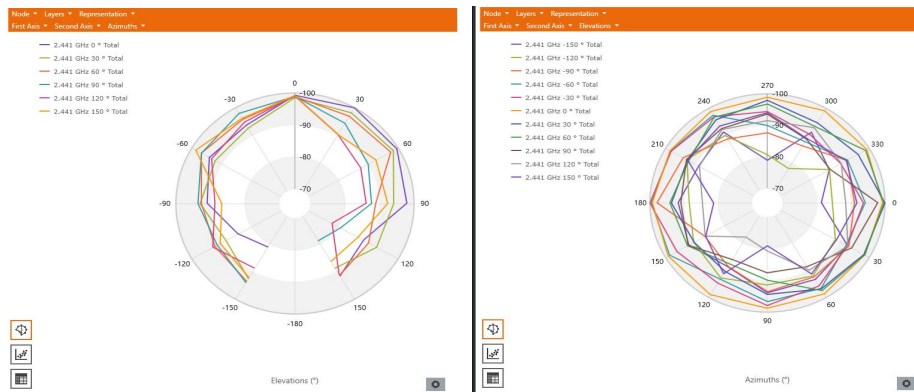 Node Layers Representation
First Axis Second Axis Azimuths
2.441 GHz 0 ° Total
2.441 GHz 30 ° Total
2.441 GHz 60 ° Total
2.441 GHz 90 ° Total
2.441 GHz 120 ° Total
2.441 GHz 150 ° Total
0
-100
-30
30
-90
-60
60
-80
-70
-90
90
-120
120
-150
150
-180
Elevations (°)
Node Layers Representation
First Axis Second Axis Elevations
2.441 GHz -150 ° Total
2.441 GHz -120 ° Total
2.441 GHz -90 ° Total
2.441 GHz -60 ° Total
2.441 GHz -30 ° Total
2.441 GHz 0 ° Total
2.441 GHz 30 ° Total
2.441 GHz 60 ° Total
2.441 GHz 90 ° Total
2.441 GHz 120 ° Total
2.441 GHz 150 ° Total
270
-100
240
300
-90
210
330
-80
-70
180
0
150
30
120
60
90
Azimuths (°)